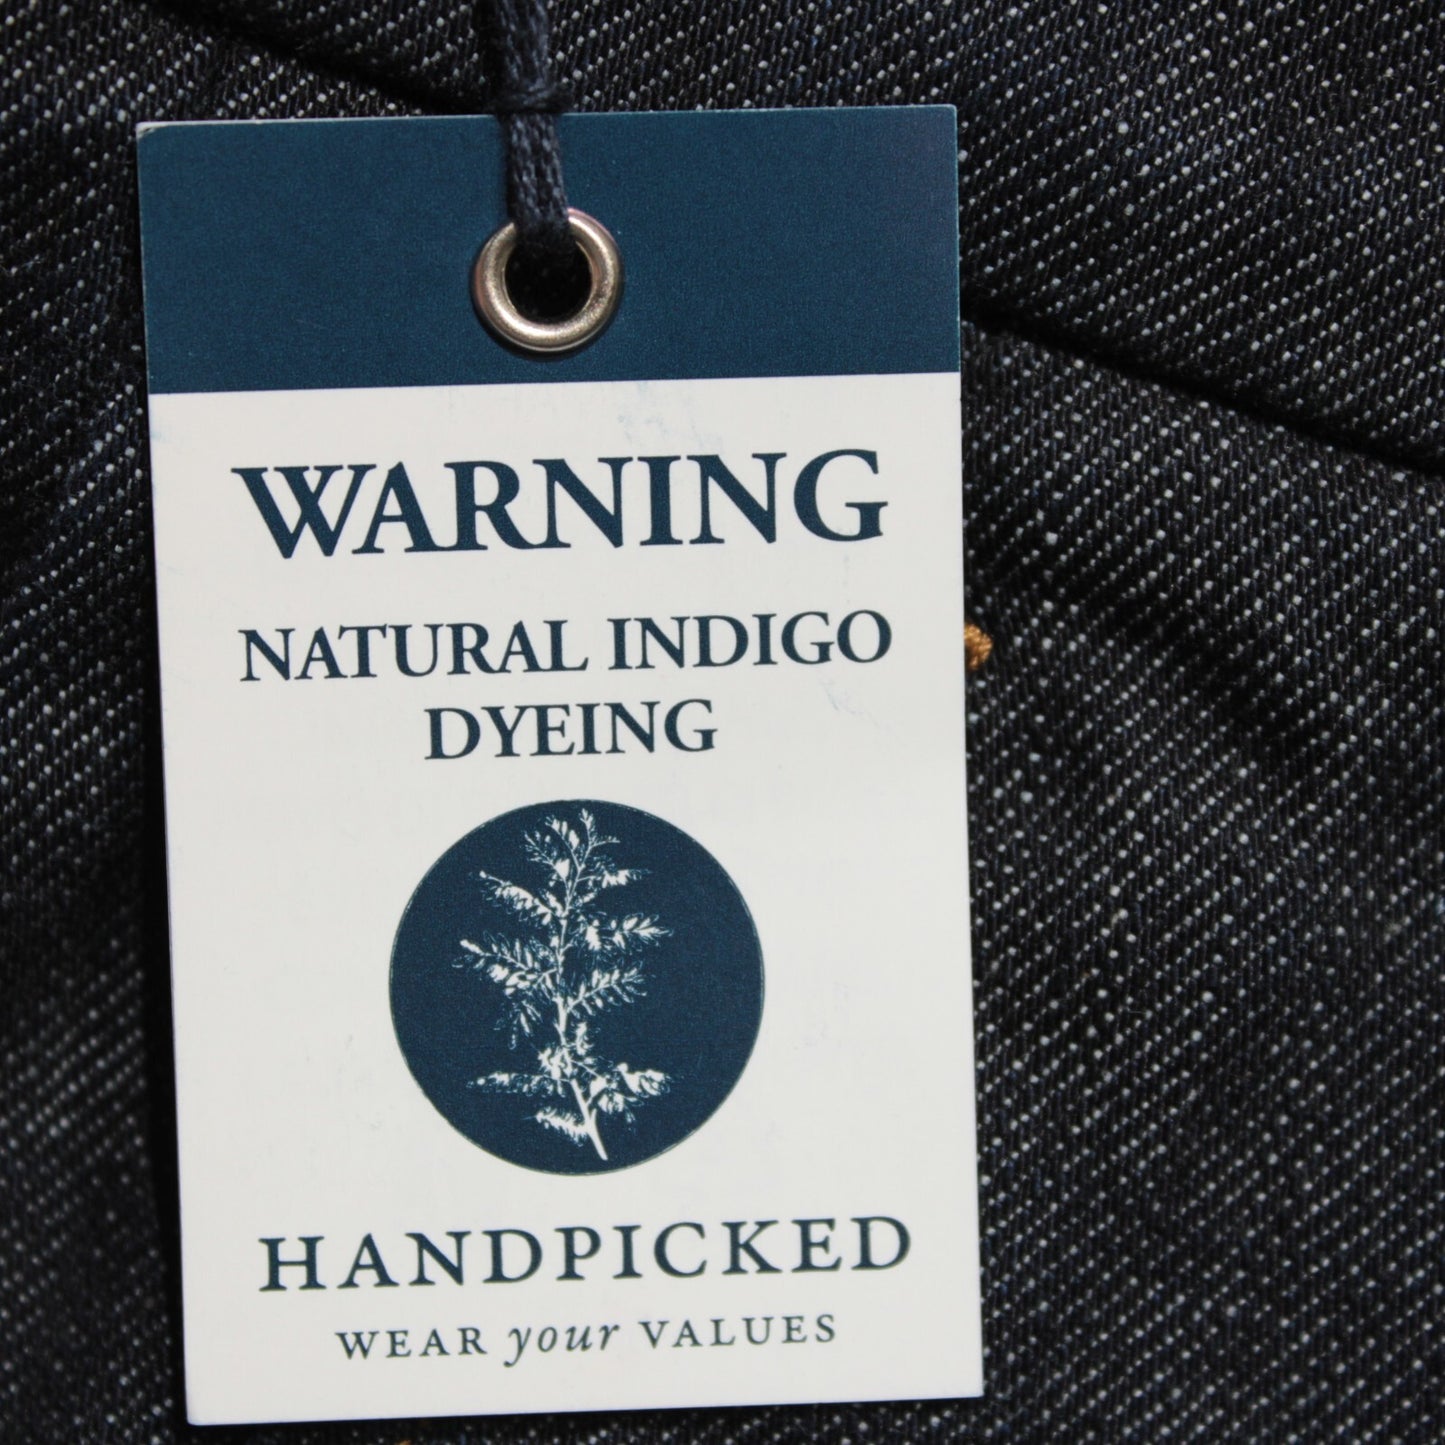 WARNING
NATURAL INDIGO
DYEING
HANDPICKED
WEAR your VALUES